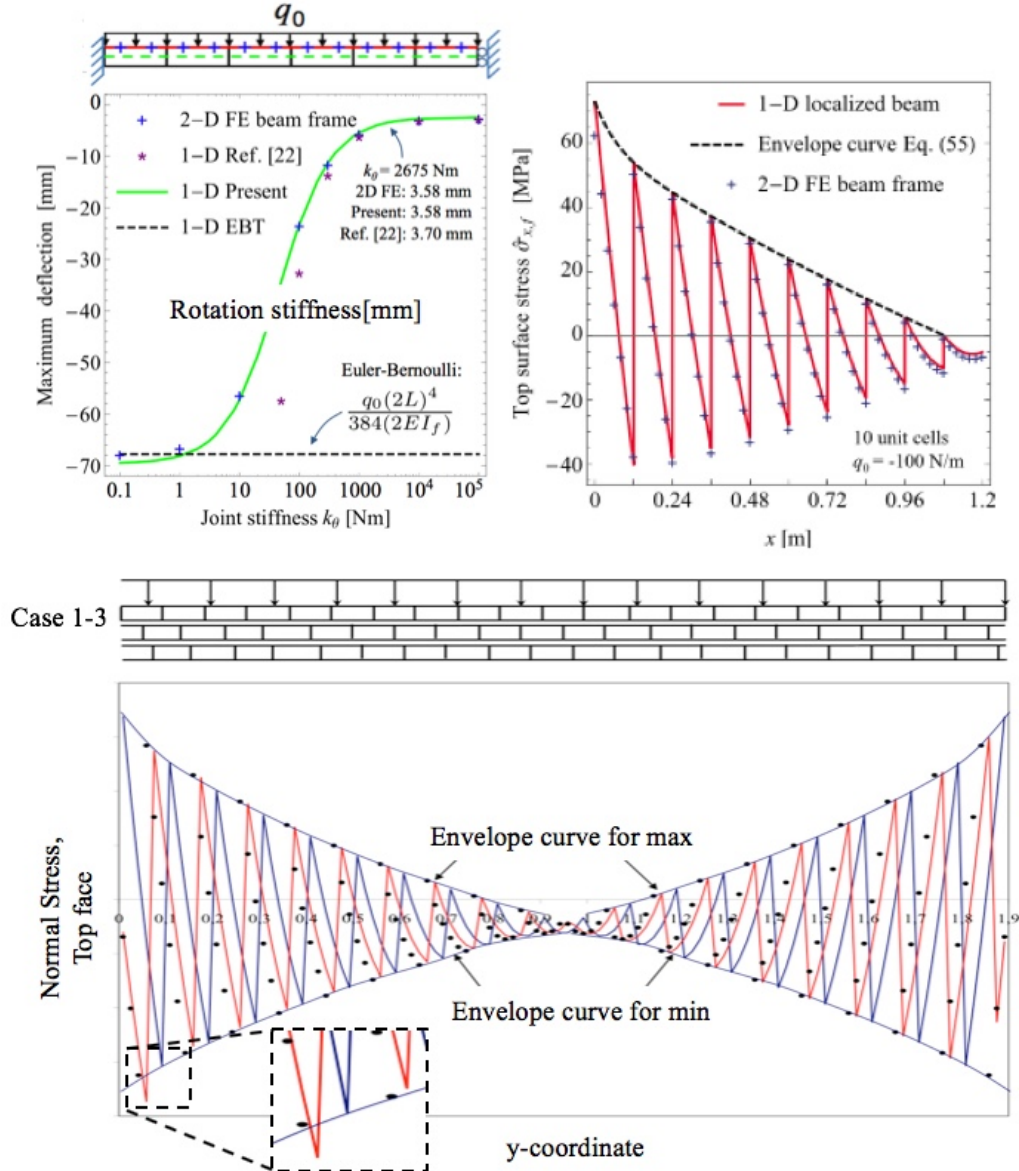 q0
0
−10
−20
−30
−40
−50
−60
−70
Maximum deflection [mm]
2-D FE beam frame
1-D Ref. [22]
1-D Present
1-D EBT
kθ = 2675 Nm
2D FE: 3.58 mm
Present: 3.58 mm
Ref. [22]: 3.70 mm
Rotation stiffness[mm]
Euler-Bernoulli:
q0(2L)^4
384(2EIf)
0.1 1 10 100 1000 10^4 10^5
Joint stiffness kθ [Nm]
60
40
20
0
−20
−40
Top surface stress σ̂x,f [MPa]
1-D localized beam
Envelope curve Eq. (55)
2-D FE beam frame
10 unit cells
q0 = -100 N/m
0 0.24 0.48 0.72 0.96 1.2
x [m]
Case 1-3
Normal Stress,
Top face
Envelope curve for max
0 0.1 0.2 0.3 0.4 0.5 0.6 0.7 0.8 0.9 1.1 1.2 1.3 1.4 1.5 1.6 1.7 1.8 1.9
Envelope curve for min
y-coordinate